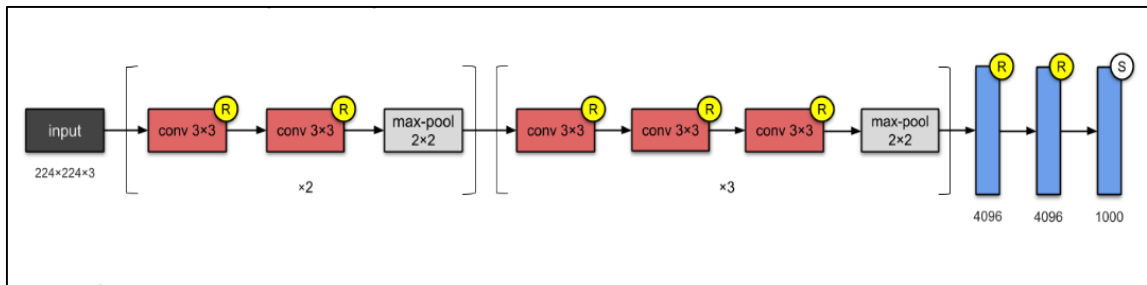 input
224×224×3
conv 3×3
R
conv 3×3
R
max-pool
2×2
×2
conv 3×3
R
conv 3×3
R
conv 3×3
R
max-pool
2×2
×3
R
4096
R
4096
S
1000